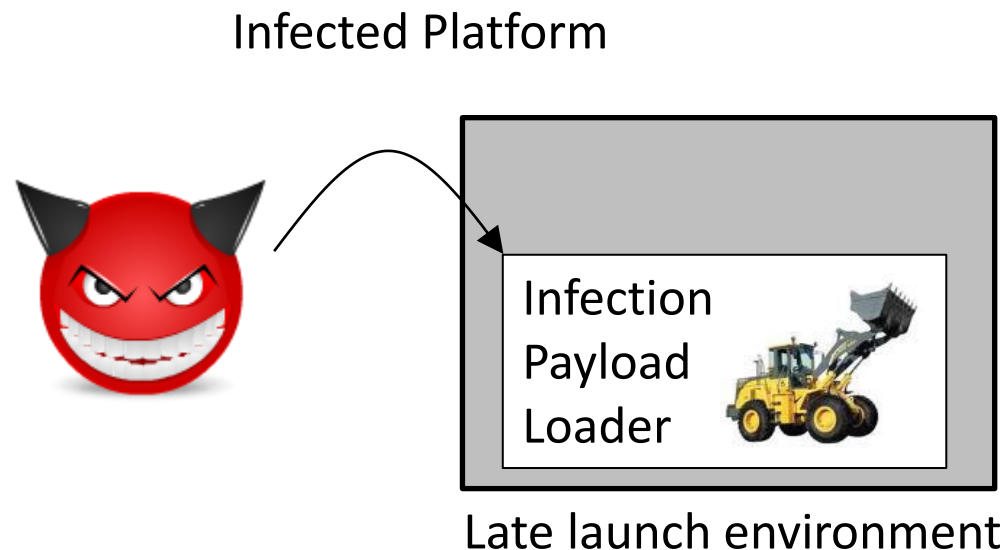 Infected Platform
Infection
Payload
Loader
Late launch environment